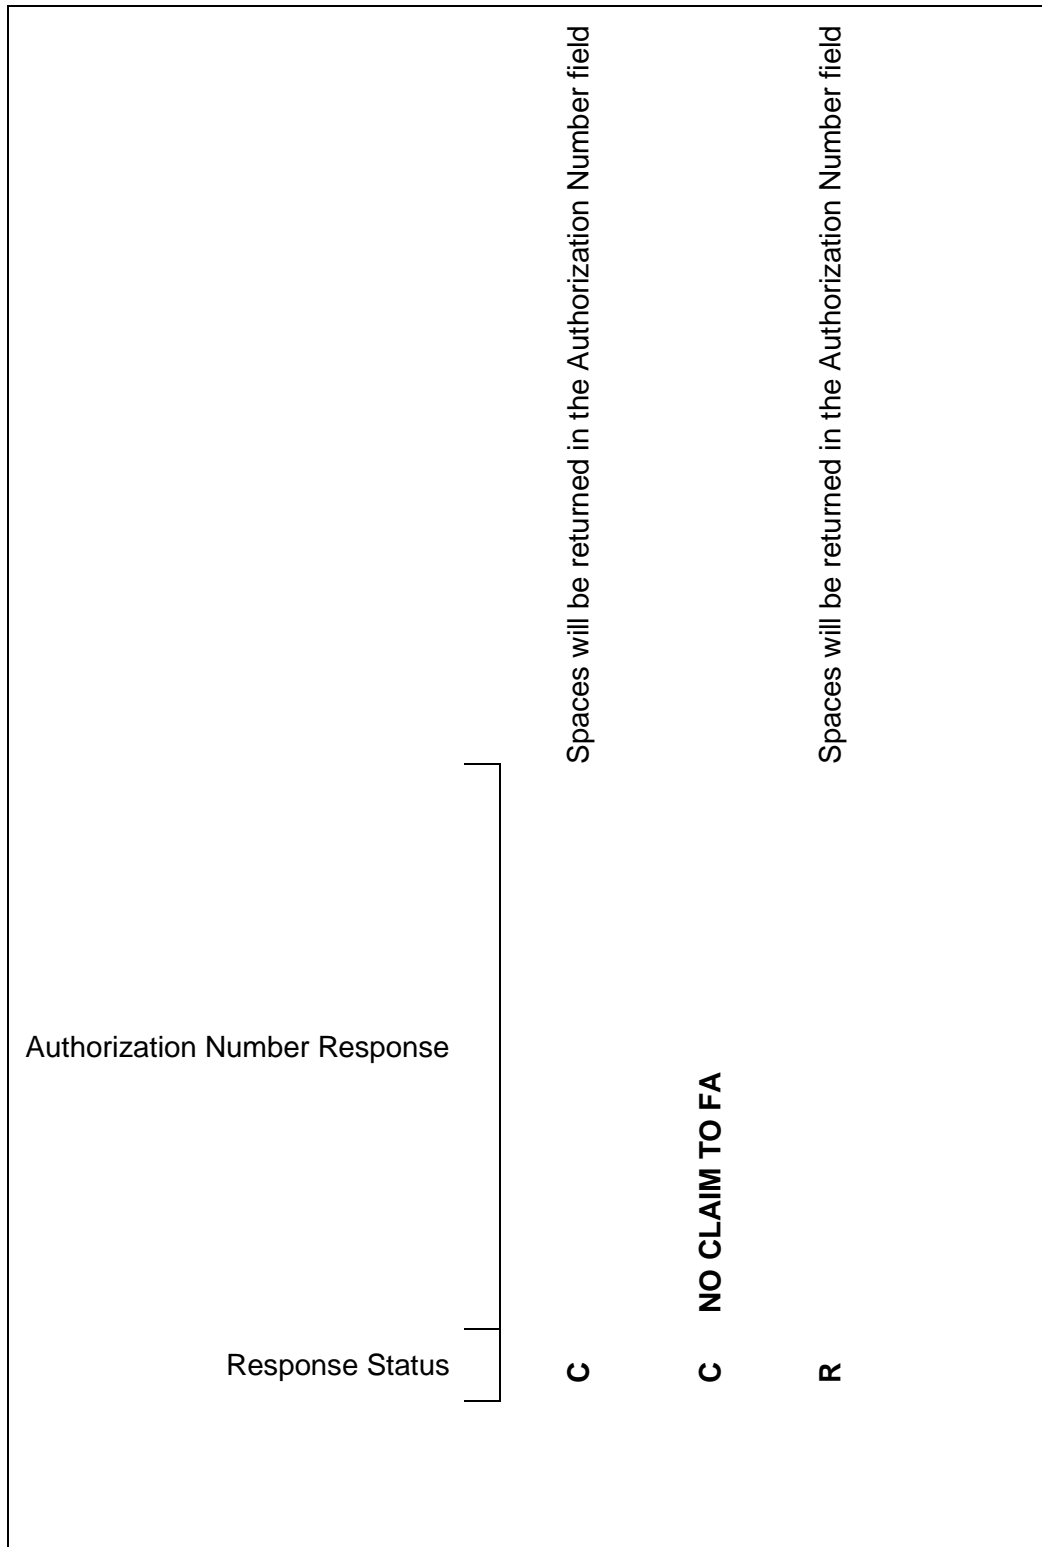 Authorization Number Response
Response Status
C Spaces will be returned in the Authorization Number field
C NO CLAIM TO FA
R Spaces will be returned in the Authorization Number field